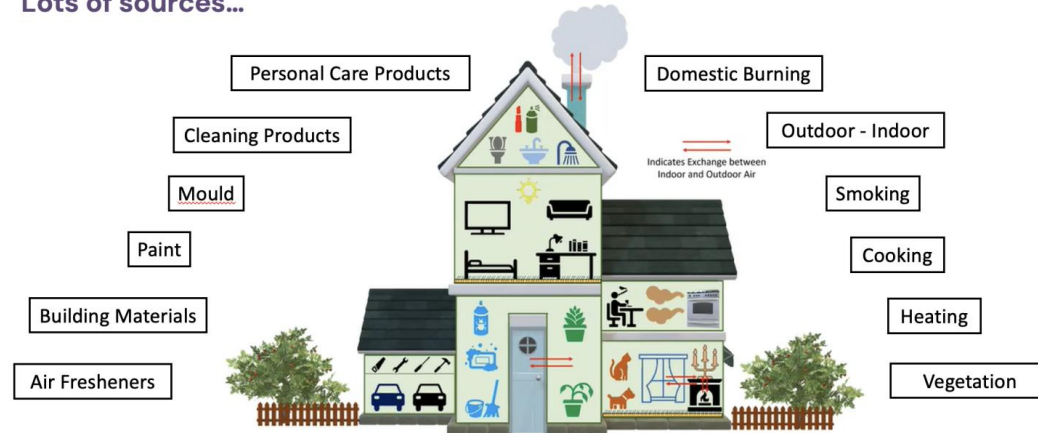 Lots of sources...
Personal Care Products
Domestic Burning
Cleaning Products
Outdoor - Indoor
Indicates Exchange between
Indoor and Outdoor Air
Mould
Smoking
Paint
Cooking
Building Materials
Heating
Air Fresheners
Vegetation